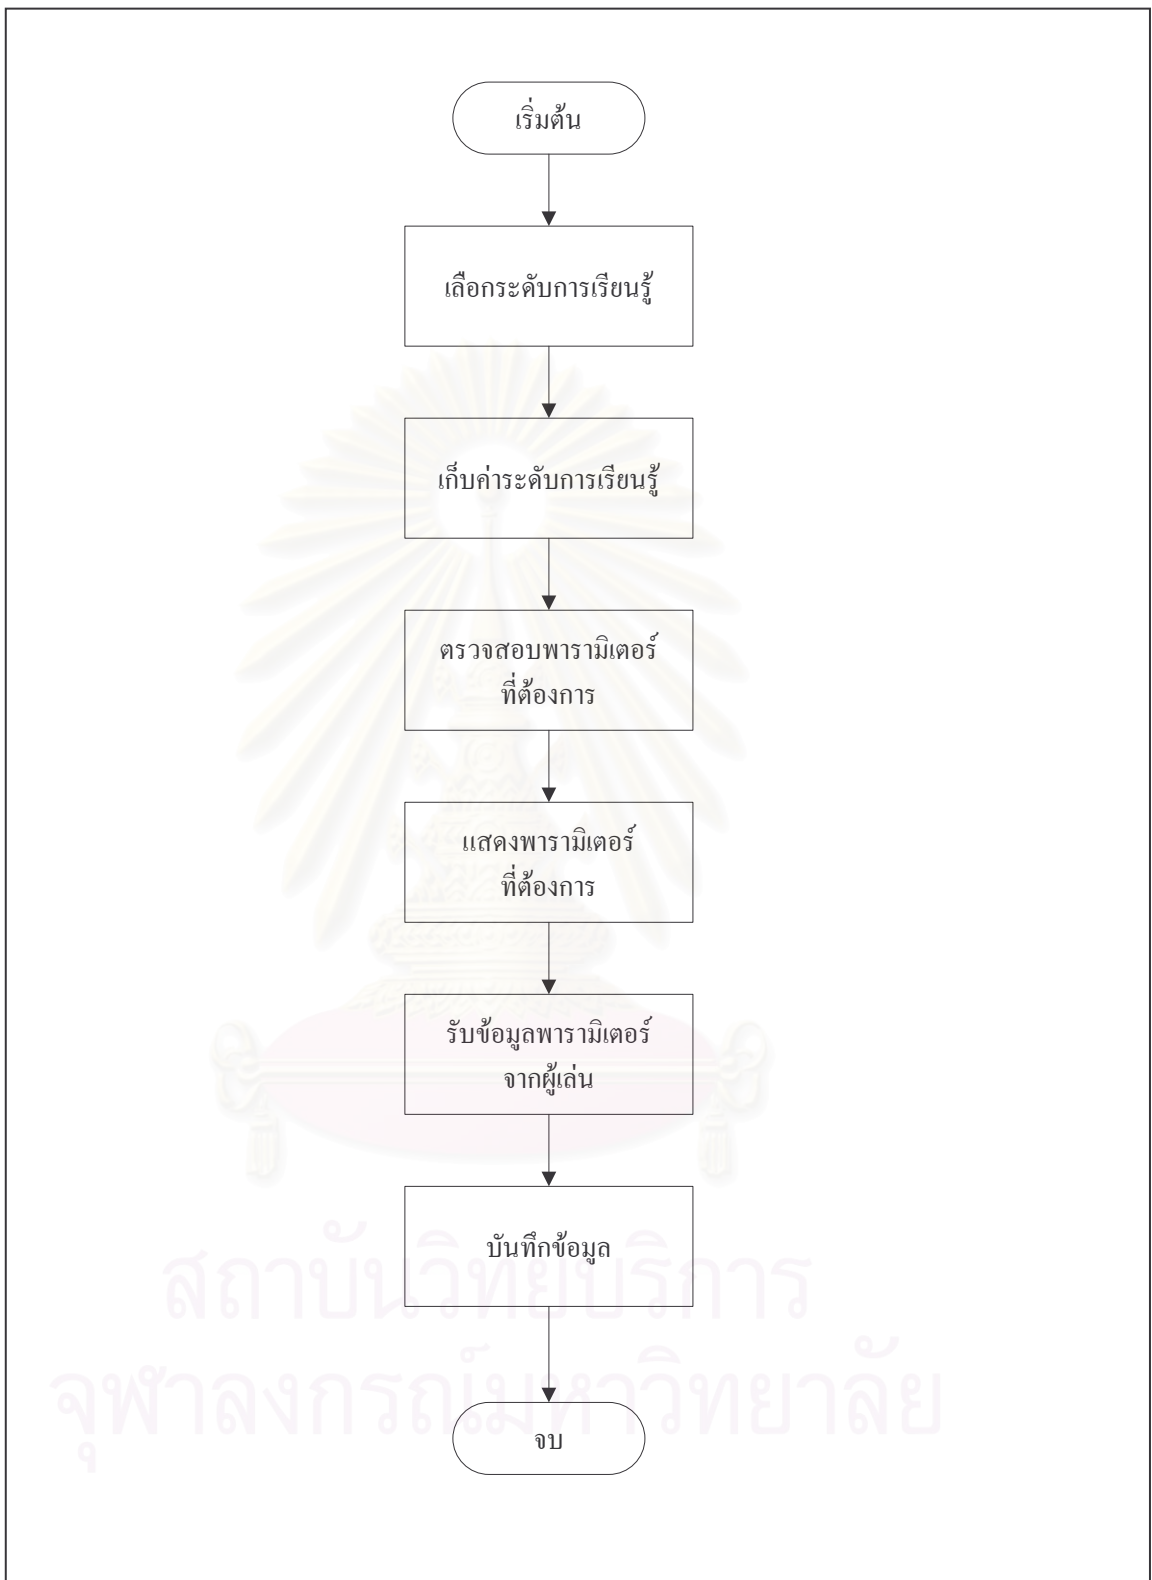 เริ่มต้น
เลือกระดับการเรียนรู้
เก็บค่าระดับการเรียนรู้
ตรวจสอบพารามิเตอร์
ที่ต้องการ
แสดงพารามิเตอร์
ที่ต้องการ
รับข้อมูลพารามิเตอร์
จากผู้เล่น
บันทึกข้อมูล
สถาบันวิทยบริการ
จุฬาลงกรณ์มหาวิทยาลัย
จบ